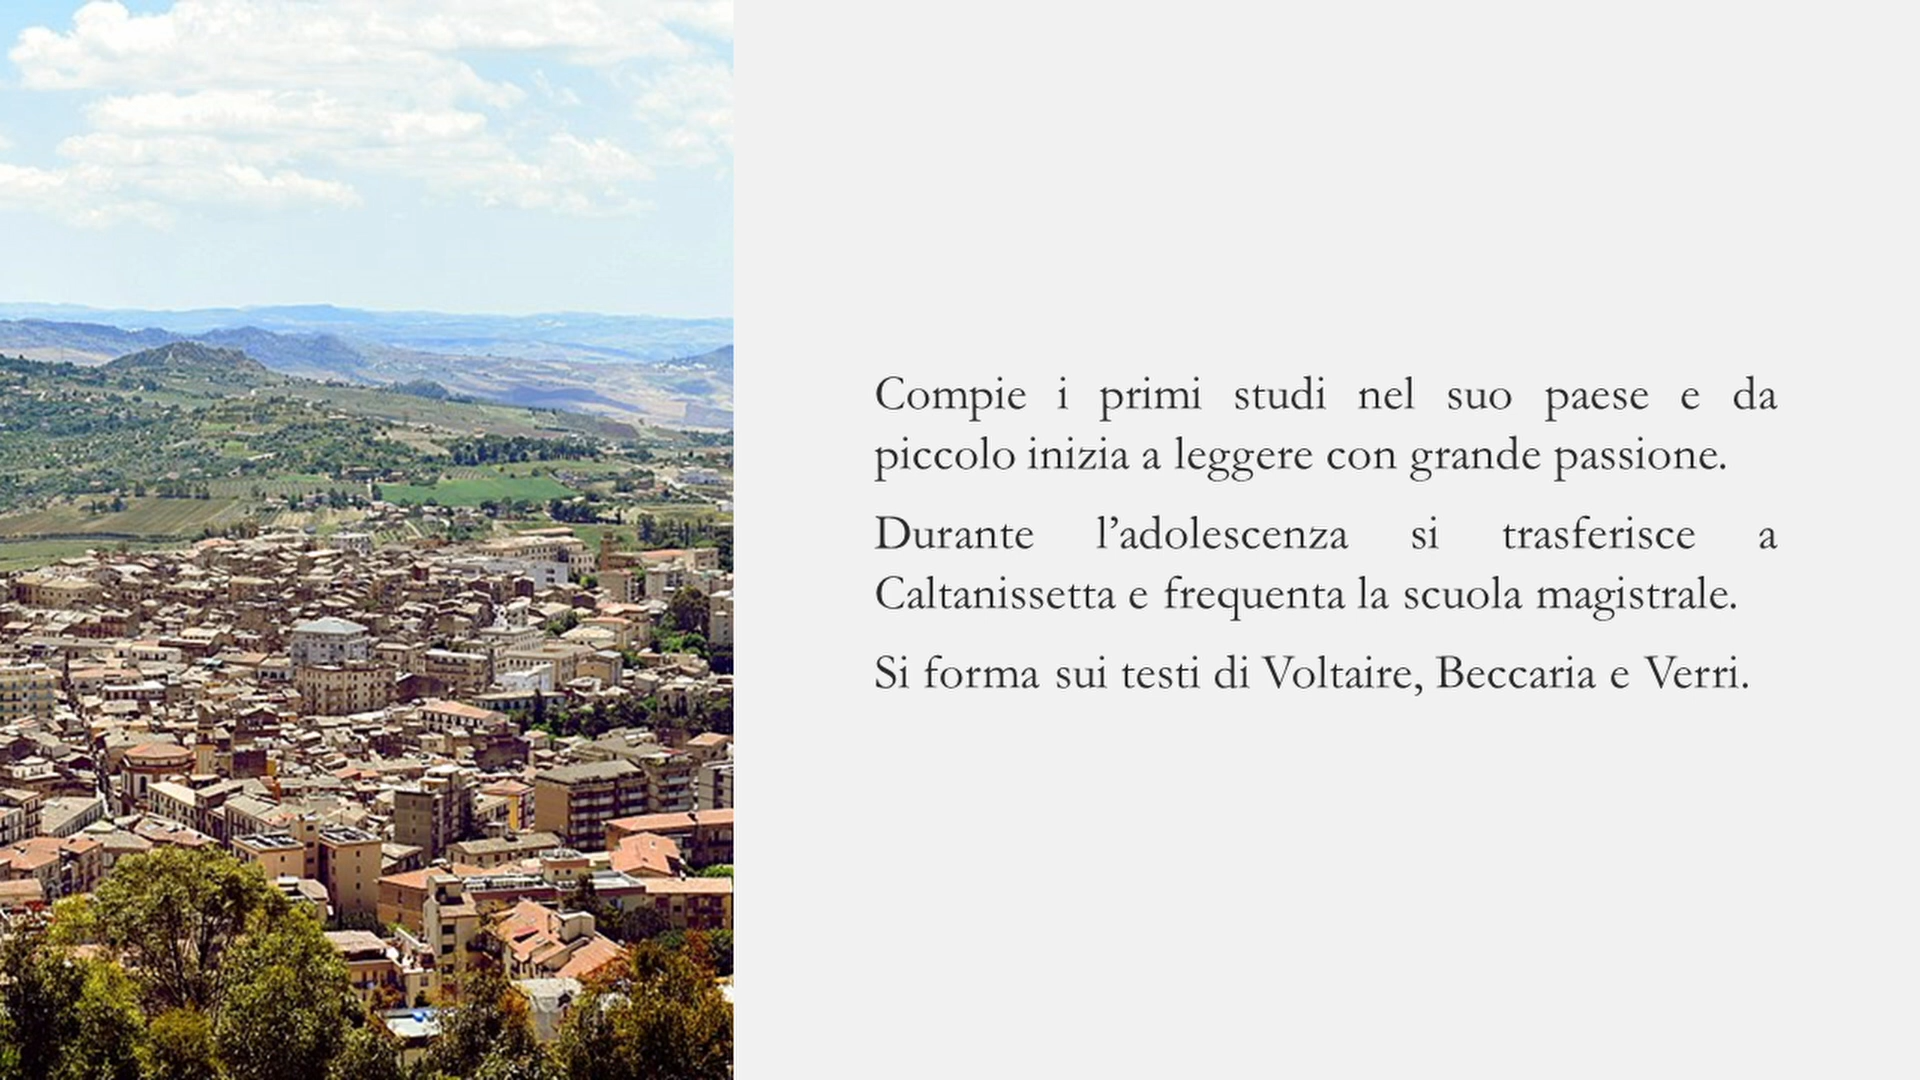 Compie i primi studi nel suo paese e da
piccolo inizia a leggere con grande passione.
Durante l’adolescenza si trasferisce a
Caltanissetta e frequenta la scuola magistrale.
Si forma sui testi di Voltaire, Beccaria e Verri.